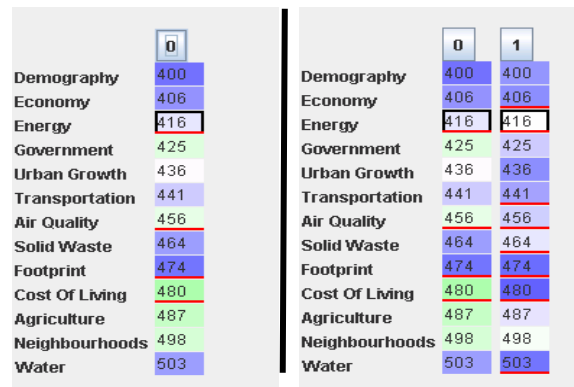 0
Demography 400
Economy 406
Energy 416
Government 425
Urban Growth 436
Transportation 441
Air Quality 456
Solid Waste 464
Footprint 474
Cost Of Living 480
Agriculture 487
Neighbourhoods 498
Water 503
0 1
Demography 400 400
Economy 406 406
Energy 416 416
Government 425 425
Urban Growth 436 436
Transportation 441 441
Air Quality 456 456
Solid Waste 464 464
Footprint 474 474
Cost Of Living 480 480
Agriculture 487 487
Neighbourhoods 498 498
Water 503 503